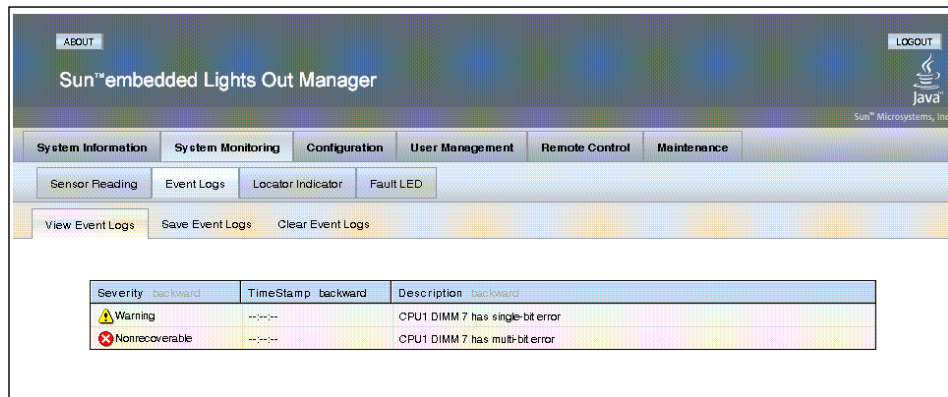 ABOUT
LOGOUT
Sun™embedded Lights Out Manager
Java™
Sun™ Microsystems, Inc
System Information System Monitoring Configuration User Management Remote Control Maintenance
Sensor Reading Event Logs Locator Indicator Fault LED
View Event Logs Save Event Logs Clear Event Logs
Severity backward TimeStamp backward Description backward
Warning --:--:-- CPU1 DIMM 7 has single-bit error
Nonrecoverable --:--:-- CPU1 DIMM 7 has multi-bit error